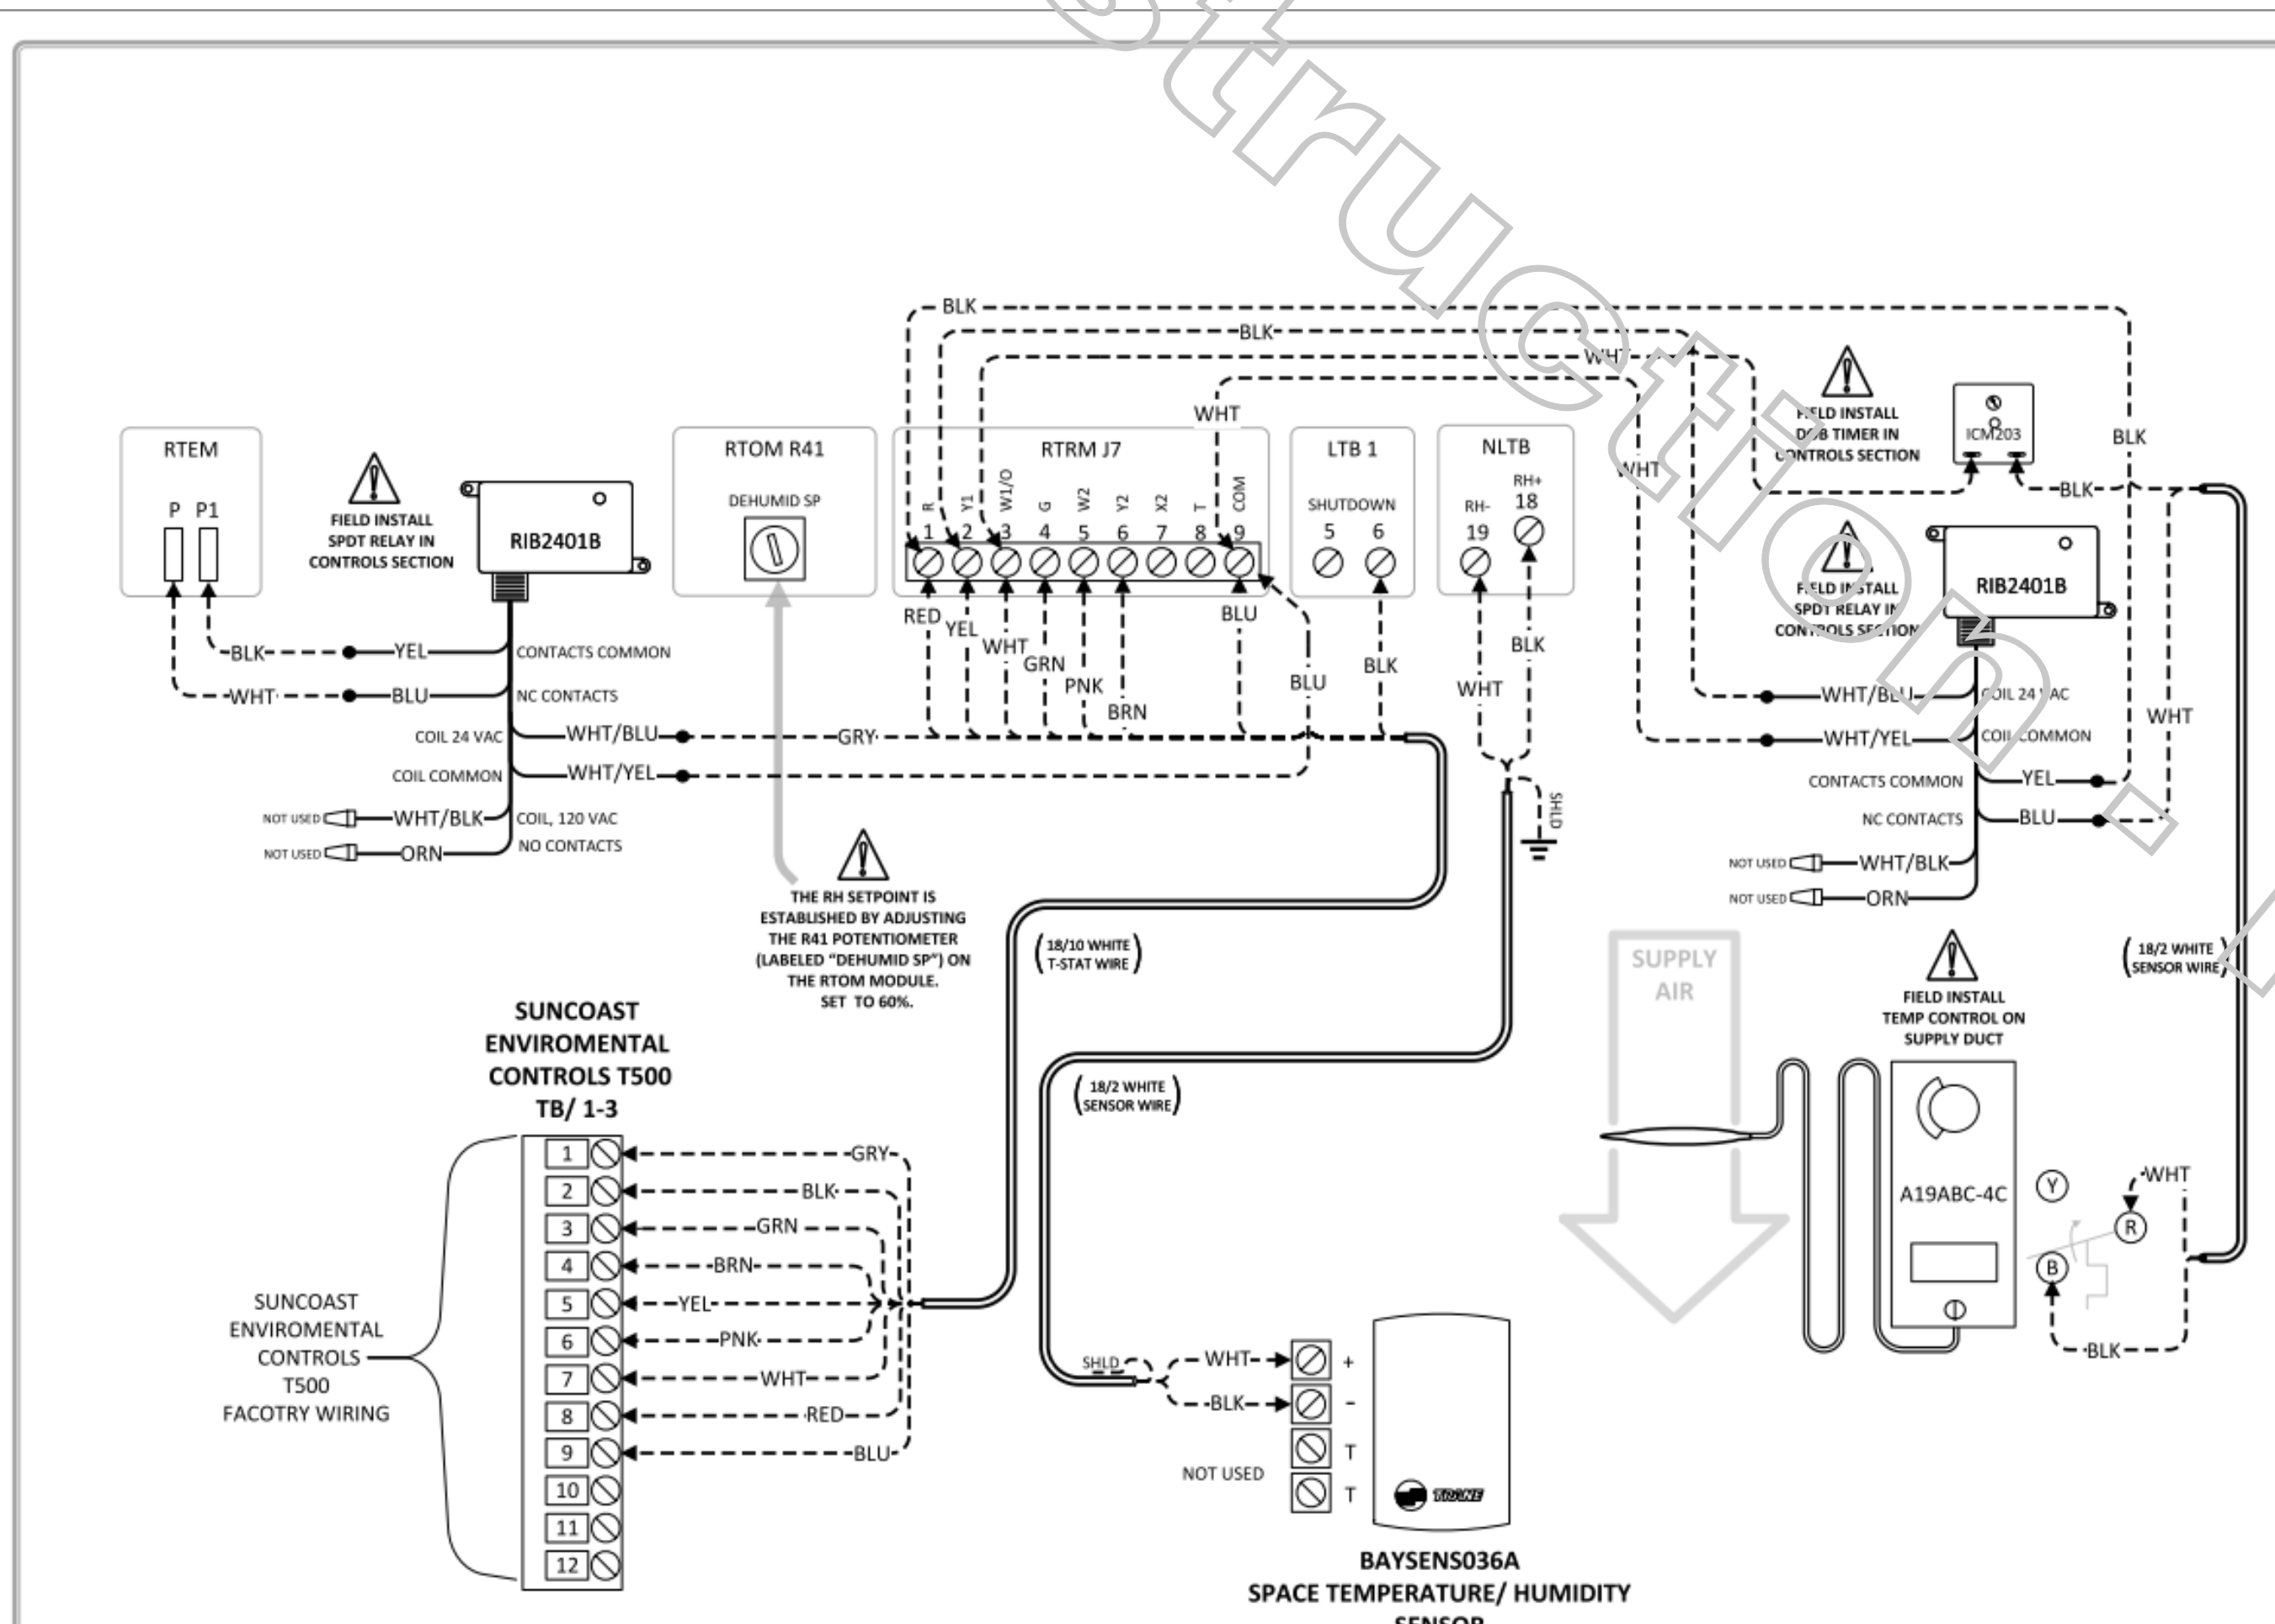 struction.
BLK
BLK
WHT
WHT
WHT
BLK
BLK
WHT
RTEM
P P1
FIELD INSTALL
SPDT RELAY IN
CONTROLS SECTION
RIB2401B
BLK
YEL
CONTACTS COMMON
WHT
BLU
NC CONTACTS
COIL 24 VAC
WHT/BLU
GRY
COIL COMMON
WHT/YEL
NOT USED
WHT/BLK
COIL, 120 VAC
NOT USED
ORN
NO CONTACTS
RTOM R41
DEHUMID SP
THE RH SETPOINT IS
ESTABLISHED BY ADJUSTING
THE R41 POTENTIOMETER
(LABELED "DEHUMID SP") ON
THE RTOM MODULE.
SET TO 60%.
RTRM J7
R Y1 W1/O G W2 Y2 X2 T COM
1 2 3 4 5 6 7 8 9
RED
YEL
WHT
GRN
PNK
BRN
BLU
BLU
LTB 1
SHUTDOWN
5 6
BLK
NLTB
RH+
RH- 18
19
BLK
WHT
SHLD
FIELD INSTALL
DOB TIMER IN
CONTROLS SECTION
ICM203
FIELD INSTALL
SPDT RELAY IN
CONTROLS SECTION
RIB2401B
WHT/BLU
COIL 24 VAC
WHT/YEL
COIL COMMON
CONTACTS COMMON
YEL
NC CONTACTS
BLU
NOT USED
WHT/BLK
NOT USED
ORN
(18/10 WHITE
T-STAT WIRE)
(18/2 WHITE
SENSOR WIRE)
(18/2 WHITE
SENSOR WIRE)
SUPPLY
AIR
FIELD INSTALL
TEMP CONTROL ON
SUPPLY DUCT
A19ABC-4C
Y
WHT
R
B
BLK
SUNCOAST
ENVIROMENTAL
CONTROLS T500
TB/ 1-3
1 GRY
2 BLK
3 GRN
4 BRN
5 YEL
6 PNK
7 WHT
8 RED
9 BLU
10
11
12
SUNCOAST
ENVIROMENTAL
CONTROLS
T500
FACOTRY WIRING
SHLD
WHT +
BLK -
T
NOT USED
T
TRANE
BAYSENS036A
SPACE TEMPERATURE/ HUMIDITY
SENSOR